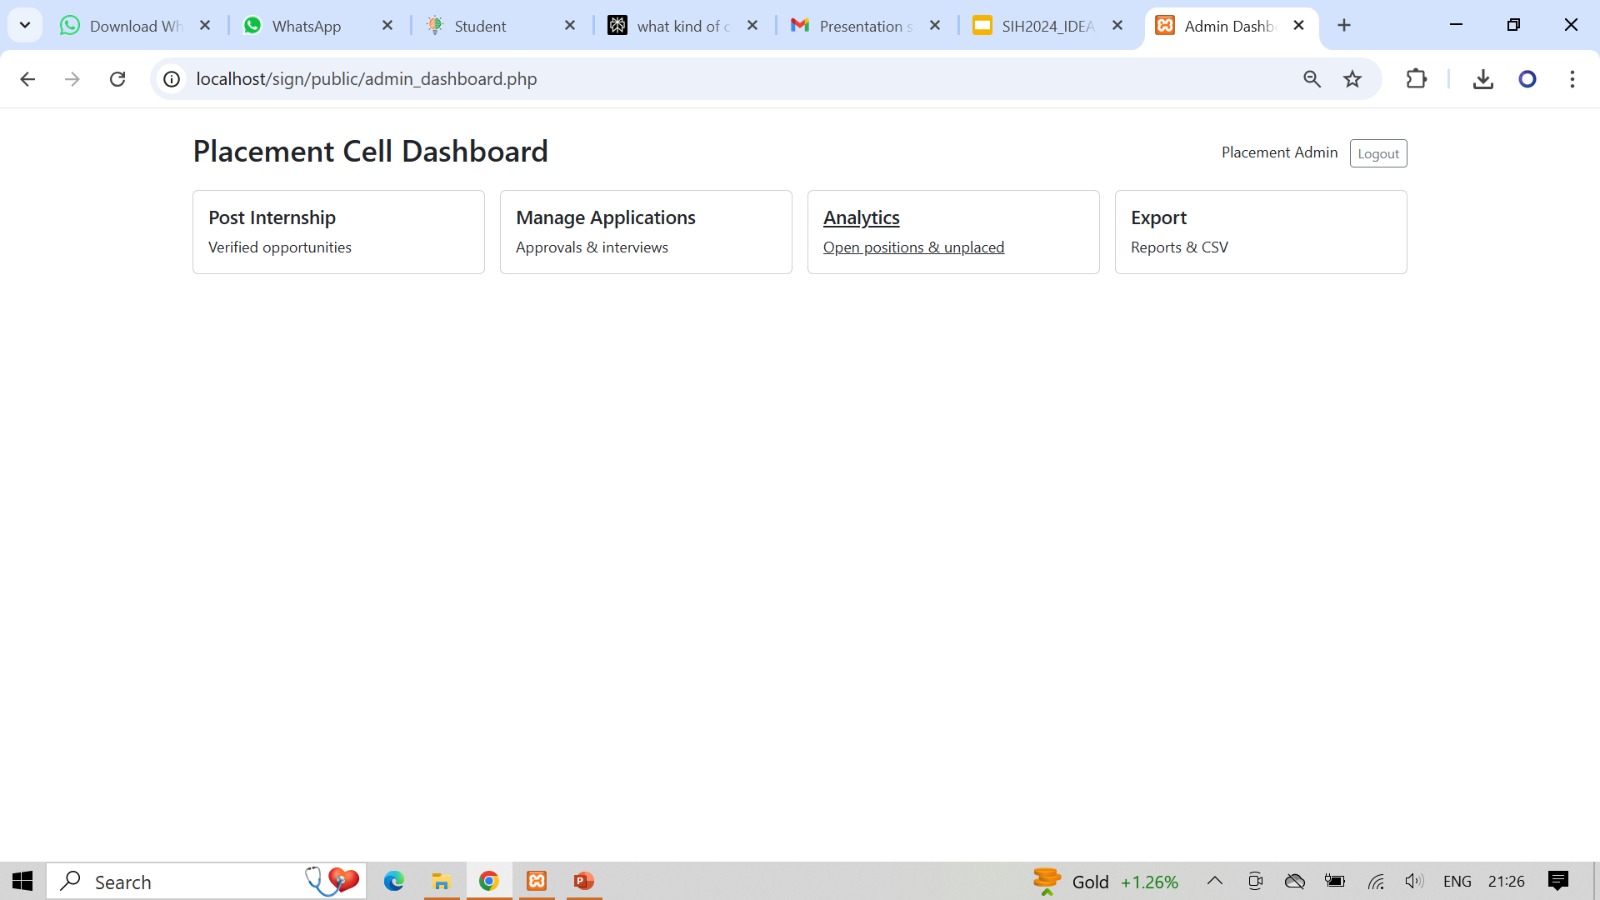 Download Wh
WhatsApp
Student
what kind of c
Presentation s
SIH2024_IDEA
Admin Dashb
localhost/sign/public/admin_dashboard.php
Placement Cell Dashboard
Placement Admin
Logout
Post Internship
Verified opportunities
Manage Applications
Approvals & interviews
Analytics
Open positions & unplaced
Export
Reports & CSV
Search
Gold +1.26%
ENG
21:26